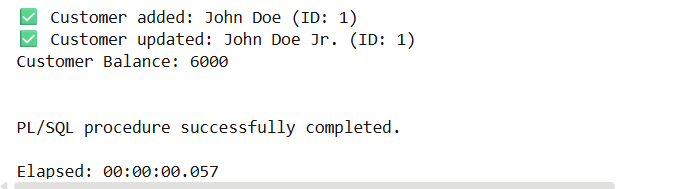 ✅ Customer added: John Doe (ID: 1)
✅ Customer updated: John Doe Jr. (ID: 1)
Customer Balance: 6000
PL/SQL procedure successfully completed.
Elapsed: 00:00:00.057